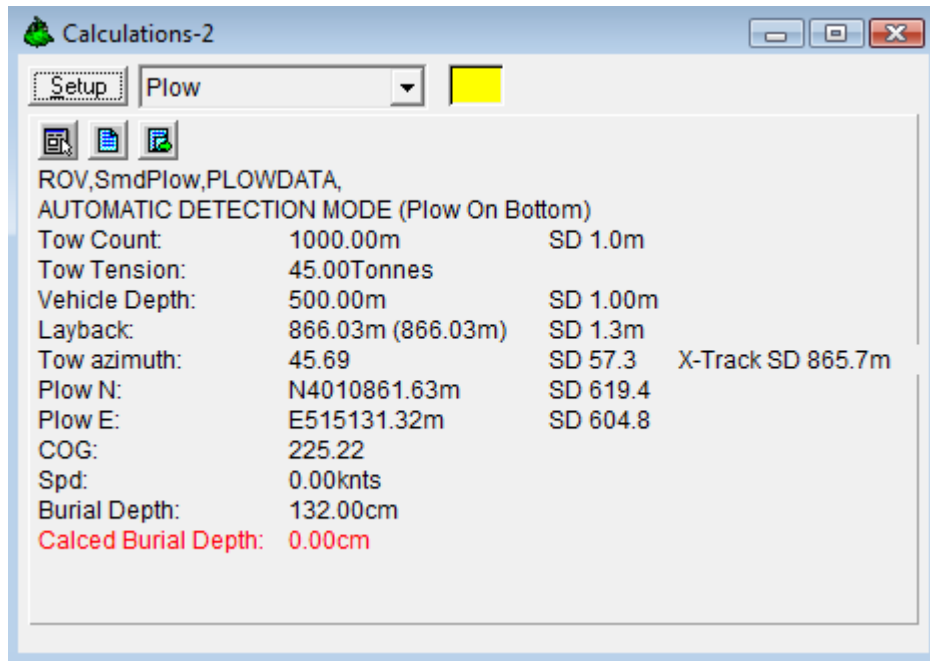 Calculations-2
Setup Plow
ROV,SmdPlow,PLOWDATA,
AUTOMATIC DETECTION MODE (Plow On Bottom)
Tow Count: 1000.00m SD 1.0m
Tow Tension: 45.00Tonnes
Vehicle Depth: 500.00m SD 1.00m
Layback: 866.03m (866.03m) SD 1.3m
Tow azimuth: 45.69 SD 57.3 X-Track SD 865.7m
Plow N: N4010861.63m SD 619.4
Plow E: E515131.32m SD 604.8
COG: 225.22
Spd: 0.00knts
Burial Depth: 132.00cm
Calced Burial Depth: 0.00cm